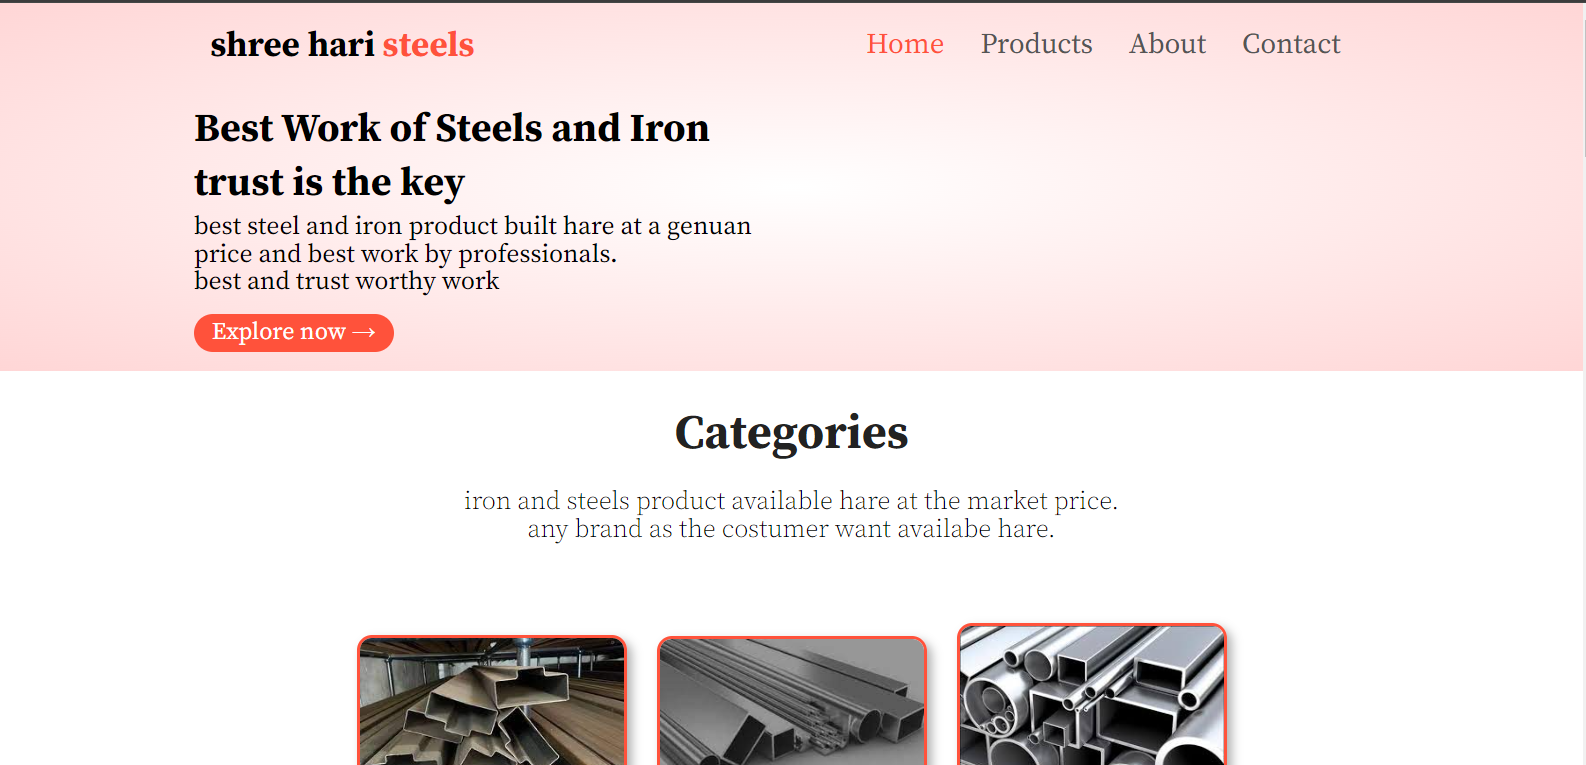 shree hari steels
Home Products About Contact
Best Work of Steels and Iron
trust is the key
best steel and iron product built hare at a genuan
price and best work by professionals.
best and trust worthy work
Explore now →
Categories
iron and steels product available hare at the market price.
any brand as the costumer want availabe hare.